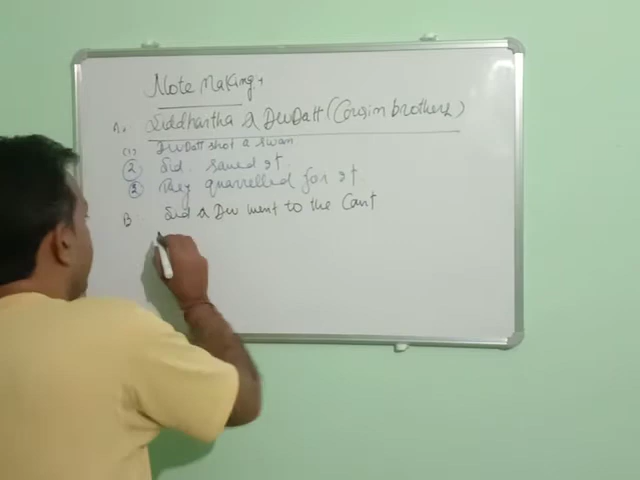 Note Making
A. Siddhartha & DevDatt (Cousin brothers)
(1) DevDatt shot a swan
(2) Sid. saved it.
(3) They quarrelled for it
B. Sid & Dev went to the Court